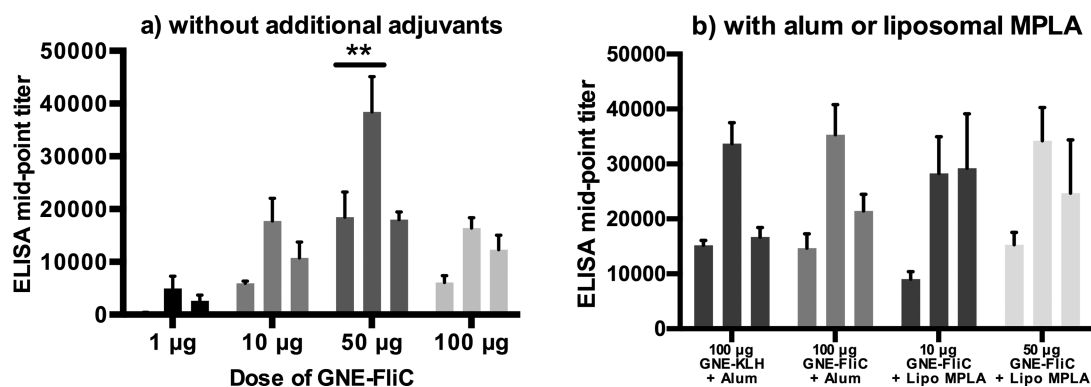 a) without additional adjuvants
**
50000
40000
30000
20000
10000
0
ELISA mid-point titer
1 µg 10 µg 50 µg 100 µg
Dose of GNE-FliC
b) with alum or liposomal MPLA
50000
40000
30000
20000
10000
0
ELISA mid-point titer
100 µg
GNE-KLH
+ Alum
100 µg
GNE-FliC
+ Alum
10 µg
GNE-FliC
+ Lipo MPLA
50 µg
GNE-FliC
+ Lipo MPLA